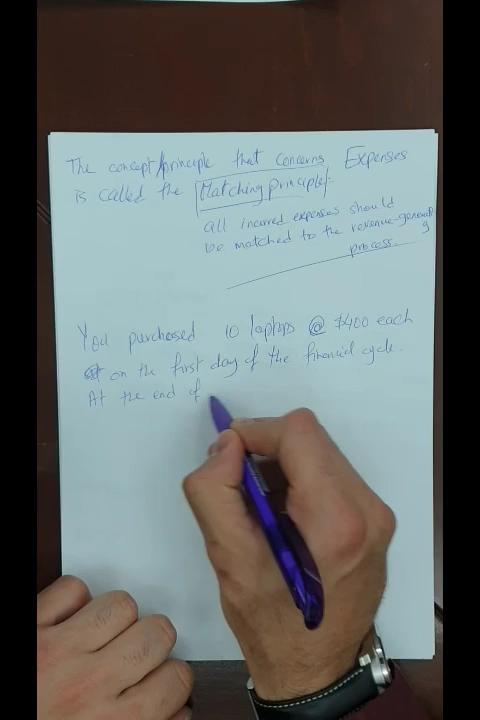 The concept/principle that concerns Expenses
is called the Matching principle.
all incurred expenses should
be matched to the revenue-generatig
process.
You purchased 10 laptops @ $400 each
on the first day of the financial cycle.
At the end of